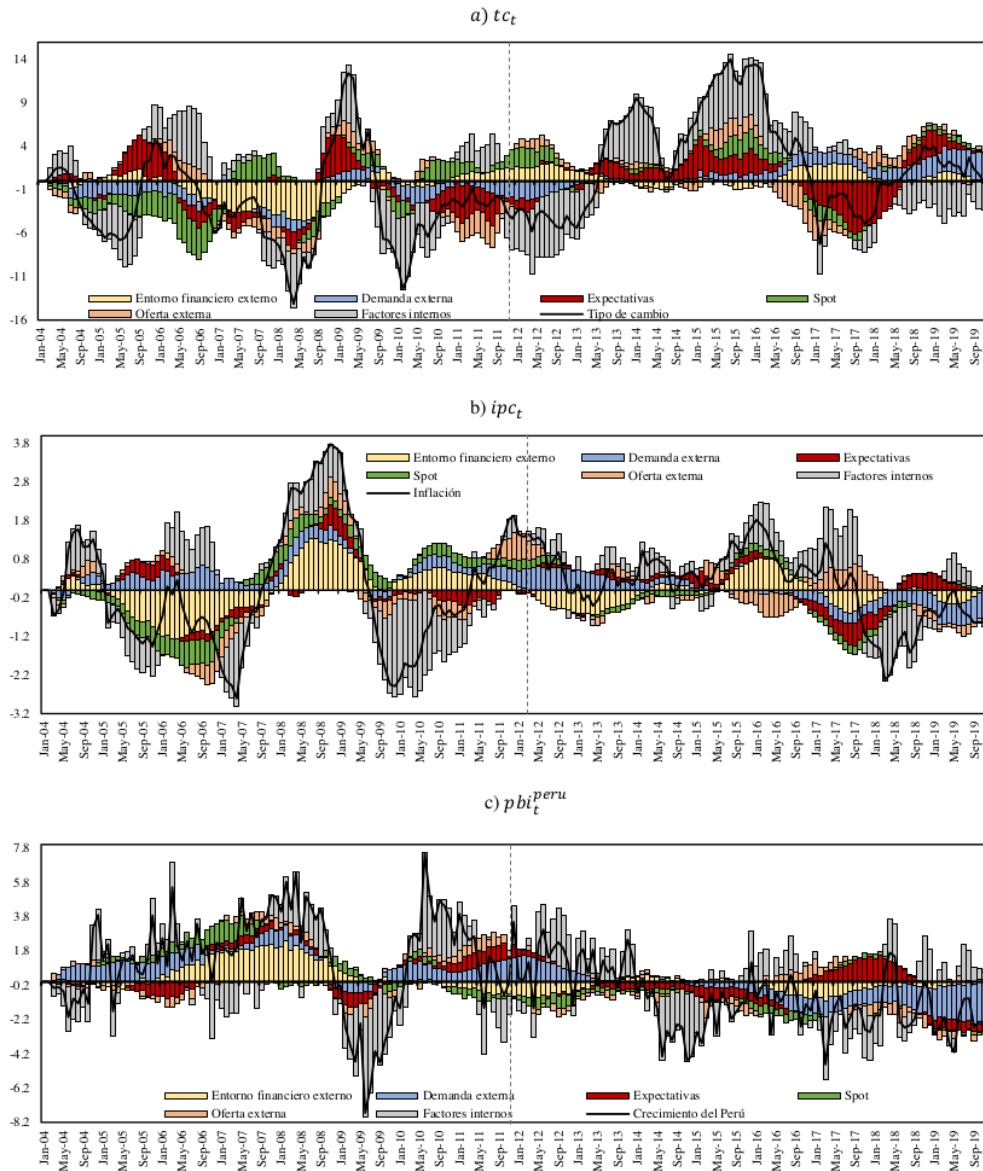 a) tc_t
14
9
4
-1
-6
-11
-16
Entorno financiero externo Demanda externa Expectativas Spot
Oferta externa Factores internos Tipo de cambio
Jan-04 May-04 Sep-04 Jan-05 May-05 Sep-05 Jan-06 May-06 Sep-06 Jan-07 May-07 Sep-07 Jan-08 May-08 Sep-08 Jan-09 May-09 Sep-09 Jan-10 May-10 Sep-10 Jan-11 May-11 Sep-11 Jan-12 May-12 Sep-12 Jan-13 May-13 Sep-13 Jan-14 May-14 Sep-14 Jan-15 May-15 Sep-15 Jan-16 May-16 Sep-16 Jan-17 May-17 Sep-17 Jan-18 May-18 Sep-18 Jan-19 May-19 Sep-19
b) ipc_t
3.8
2.8
1.8
0.8
-0.2
-1.2
-2.2
-3.2
Entorno financiero externo Demanda externa Expectativas
Spot Oferta externa Factores internos
Inflación
Jan-04 May-04 Sep-04 Jan-05 May-05 Sep-05 Jan-06 May-06 Sep-06 Jan-07 May-07 Sep-07 Jan-08 May-08 Sep-08 Jan-09 May-09 Sep-09 Jan-10 May-10 Sep-10 Jan-11 May-11 Sep-11 Jan-12 May-12 Sep-12 Jan-13 May-13 Sep-13 Jan-14 May-14 Sep-14 Jan-15 May-15 Sep-15 Jan-16 May-16 Sep-16 Jan-17 May-17 Sep-17 Jan-18 May-18 Sep-18 Jan-19 May-19 Sep-19
c) pbi_t^peru
7.8
5.8
3.8
1.8
-0.2
-2.2
-4.2
-6.2
-8.2
Entorno financiero externo Demanda externa Expectativas Spot
Oferta externa Factores internos Crecimiento del Perú
Jan-04 May-04 Sep-04 Jan-05 May-05 Sep-05 Jan-06 May-06 Sep-06 Jan-07 May-07 Sep-07 Jan-08 May-08 Sep-08 Jan-09 May-09 Sep-09 Jan-10 May-10 Sep-10 Jan-11 May-11 Sep-11 Jan-12 May-12 Sep-12 Jan-13 May-13 Sep-13 Jan-14 May-14 Sep-14 Jan-15 May-15 Sep-15 Jan-16 May-16 Sep-16 Jan-17 May-17 Sep-17 Jan-18 May-18 Sep-18 Jan-19 May-19 Sep-19